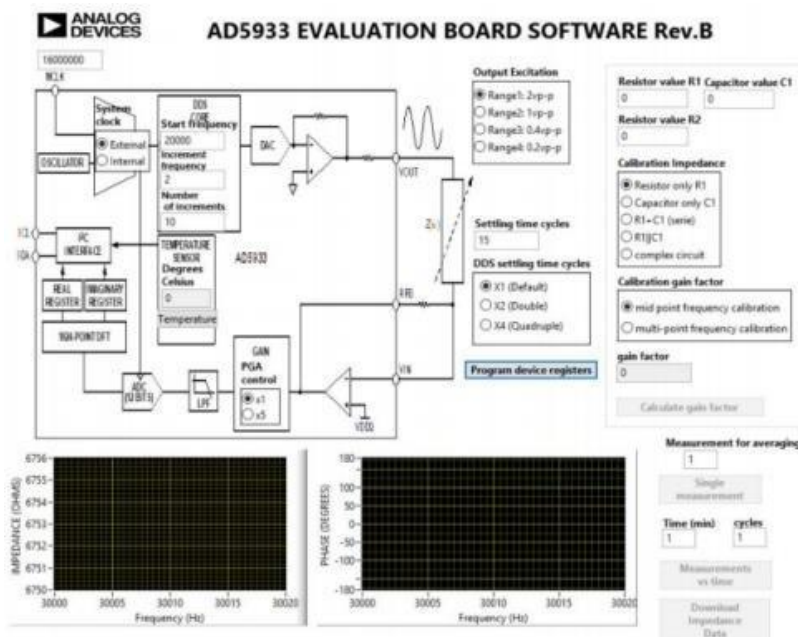 ANALOG
DEVICES
AD5933 EVALUATION BOARD SOFTWARE Rev.B
16000000
MCLK
System
clock
External
Internal
OSCILLATOR
DDS
CORE
Start frequency
20000
Increment
frequency
2
Number
of increments
10
DAC
VOUT
Output Excitation
Range1: 2vp-p
Range2: 1vp-p
Range3: 0.4vp-p
Range4: 0.2vp-p
Resistor value R1
0
Capacitor value C1
0
Resistor value R2
0
Calibration Impedance
Resistor only R1
Capacitor only C1
R1+C1 (serie)
R1||C1
complex circuit
Settling time cycles
15
DDS settling time cycles
X1 (Default)
X2 (Double)
X4 (Quadruple)
Calibration gain factor
mid point frequency calibration
multi-point frequency calibration
gain factor
0
Calculate gain factor
Program device registers
I²C
INTERFACE
TEMPERATURE
SENSOR
Degrees
Celsius
0
Temperature
AD5933
REAL
REGISTER
IMAGINARY
REGISTER
RFB
ADC
(12 BITS)
LPF
GAIN
PGA
control
x1
x5
VIN
Measurement for averaging
1
Single
measurement
Time (min)
1
cycles
1
Measurements
vs time
Download
Impedance
Data
IMPEDANCE (OHMS)
6756
6755
6754
6753
6752
6751
6750
30000 30005 30010 30015 30020
Frequency (Hz)
PHASE (DEGREES)
180
100
50
0
-50
-100
-180
30000 30005 30010 30015 30020
Frequency (Hz)